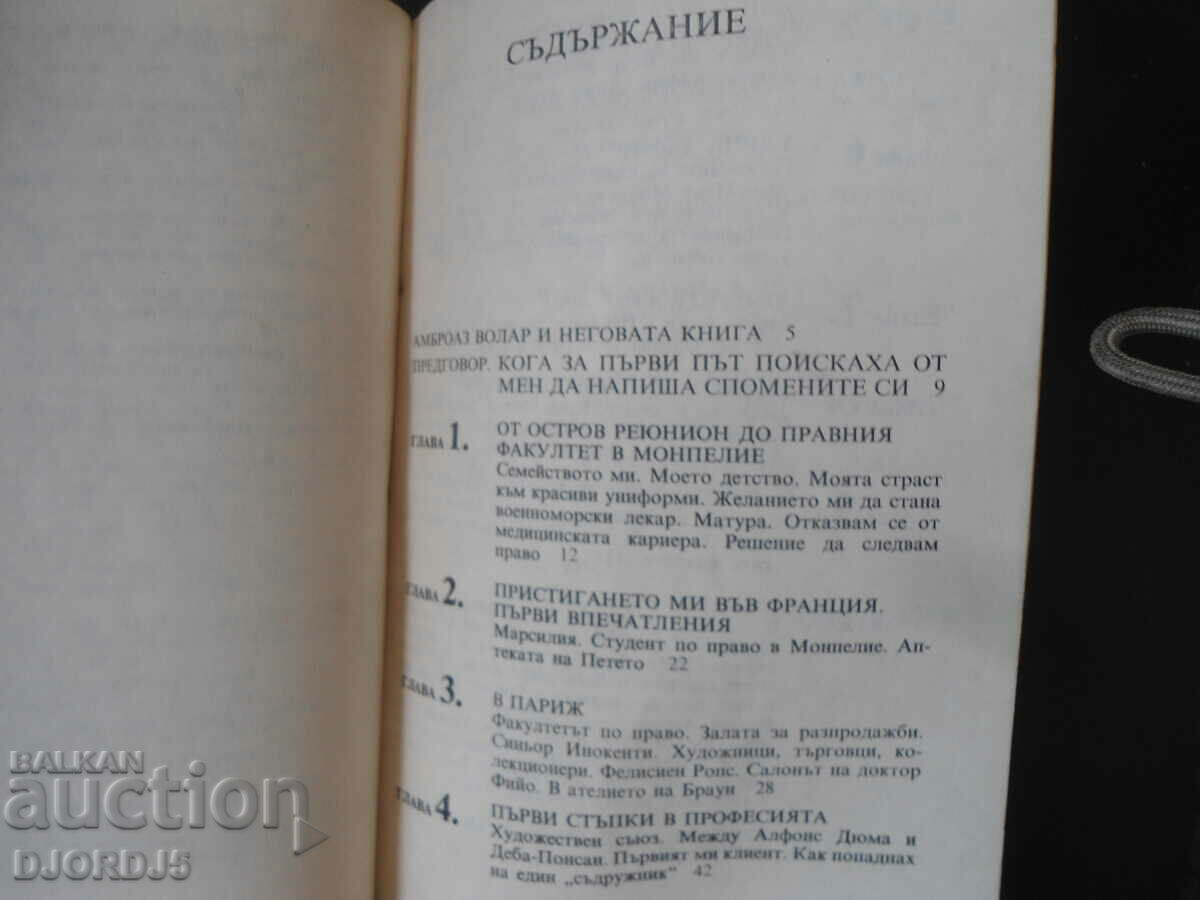 СЪДЪРЖАНИЕ
АМБРОАЗ ВОЛАР И НЕГОВАТА КНИГА 5
ПРЕДГОВОР. КОГА ЗА ПЪРВИ ПЪТ ПОИСКАХА ОТ
МЕН ДА НАПИША СПОМЕНИТЕ СИ 9
ГЛАВА 1. ОТ ОСТРОВ РЕЮНИОН ДО ПРАВНИЯ
ФАКУЛТЕТ В МОНПЕЛИЕ
Семейството ми. Моето детство. Моята страст
към красиви униформи. Желанието ми да стана
военноморски лекар. Матура. Отказвам се от
медицинската кариера. Решение да следвам
право 12
ГЛАВА 2. ПРИСТИГАНЕТО МИ ВЪВ ФРАНЦИЯ.
ПЪРВИ ВПЕЧАТЛЕНИЯ
Марсилия. Студент по право в Монпелие. Ап-
теката на Петето 22
ГЛАВА 3. В ПАРИЖ
Факултетът по право. Залата за разпродажби.
Синьор Инокенти. Художници, търговци, ко-
лекционери. Фелисиен Ропс. Салонът на доктор
Фийо. В ателието на Браун 28
ГЛАВА 4. ПЪРВИ СТЪПКИ В ПРОФЕСИЯТА
Художествен съюз. Между Алфонс Дюма и
Деба-Понсан. Първият ми клиент. Как попаднах
на един „съдружник" 42
BALKAN
auction
DJORDJ5